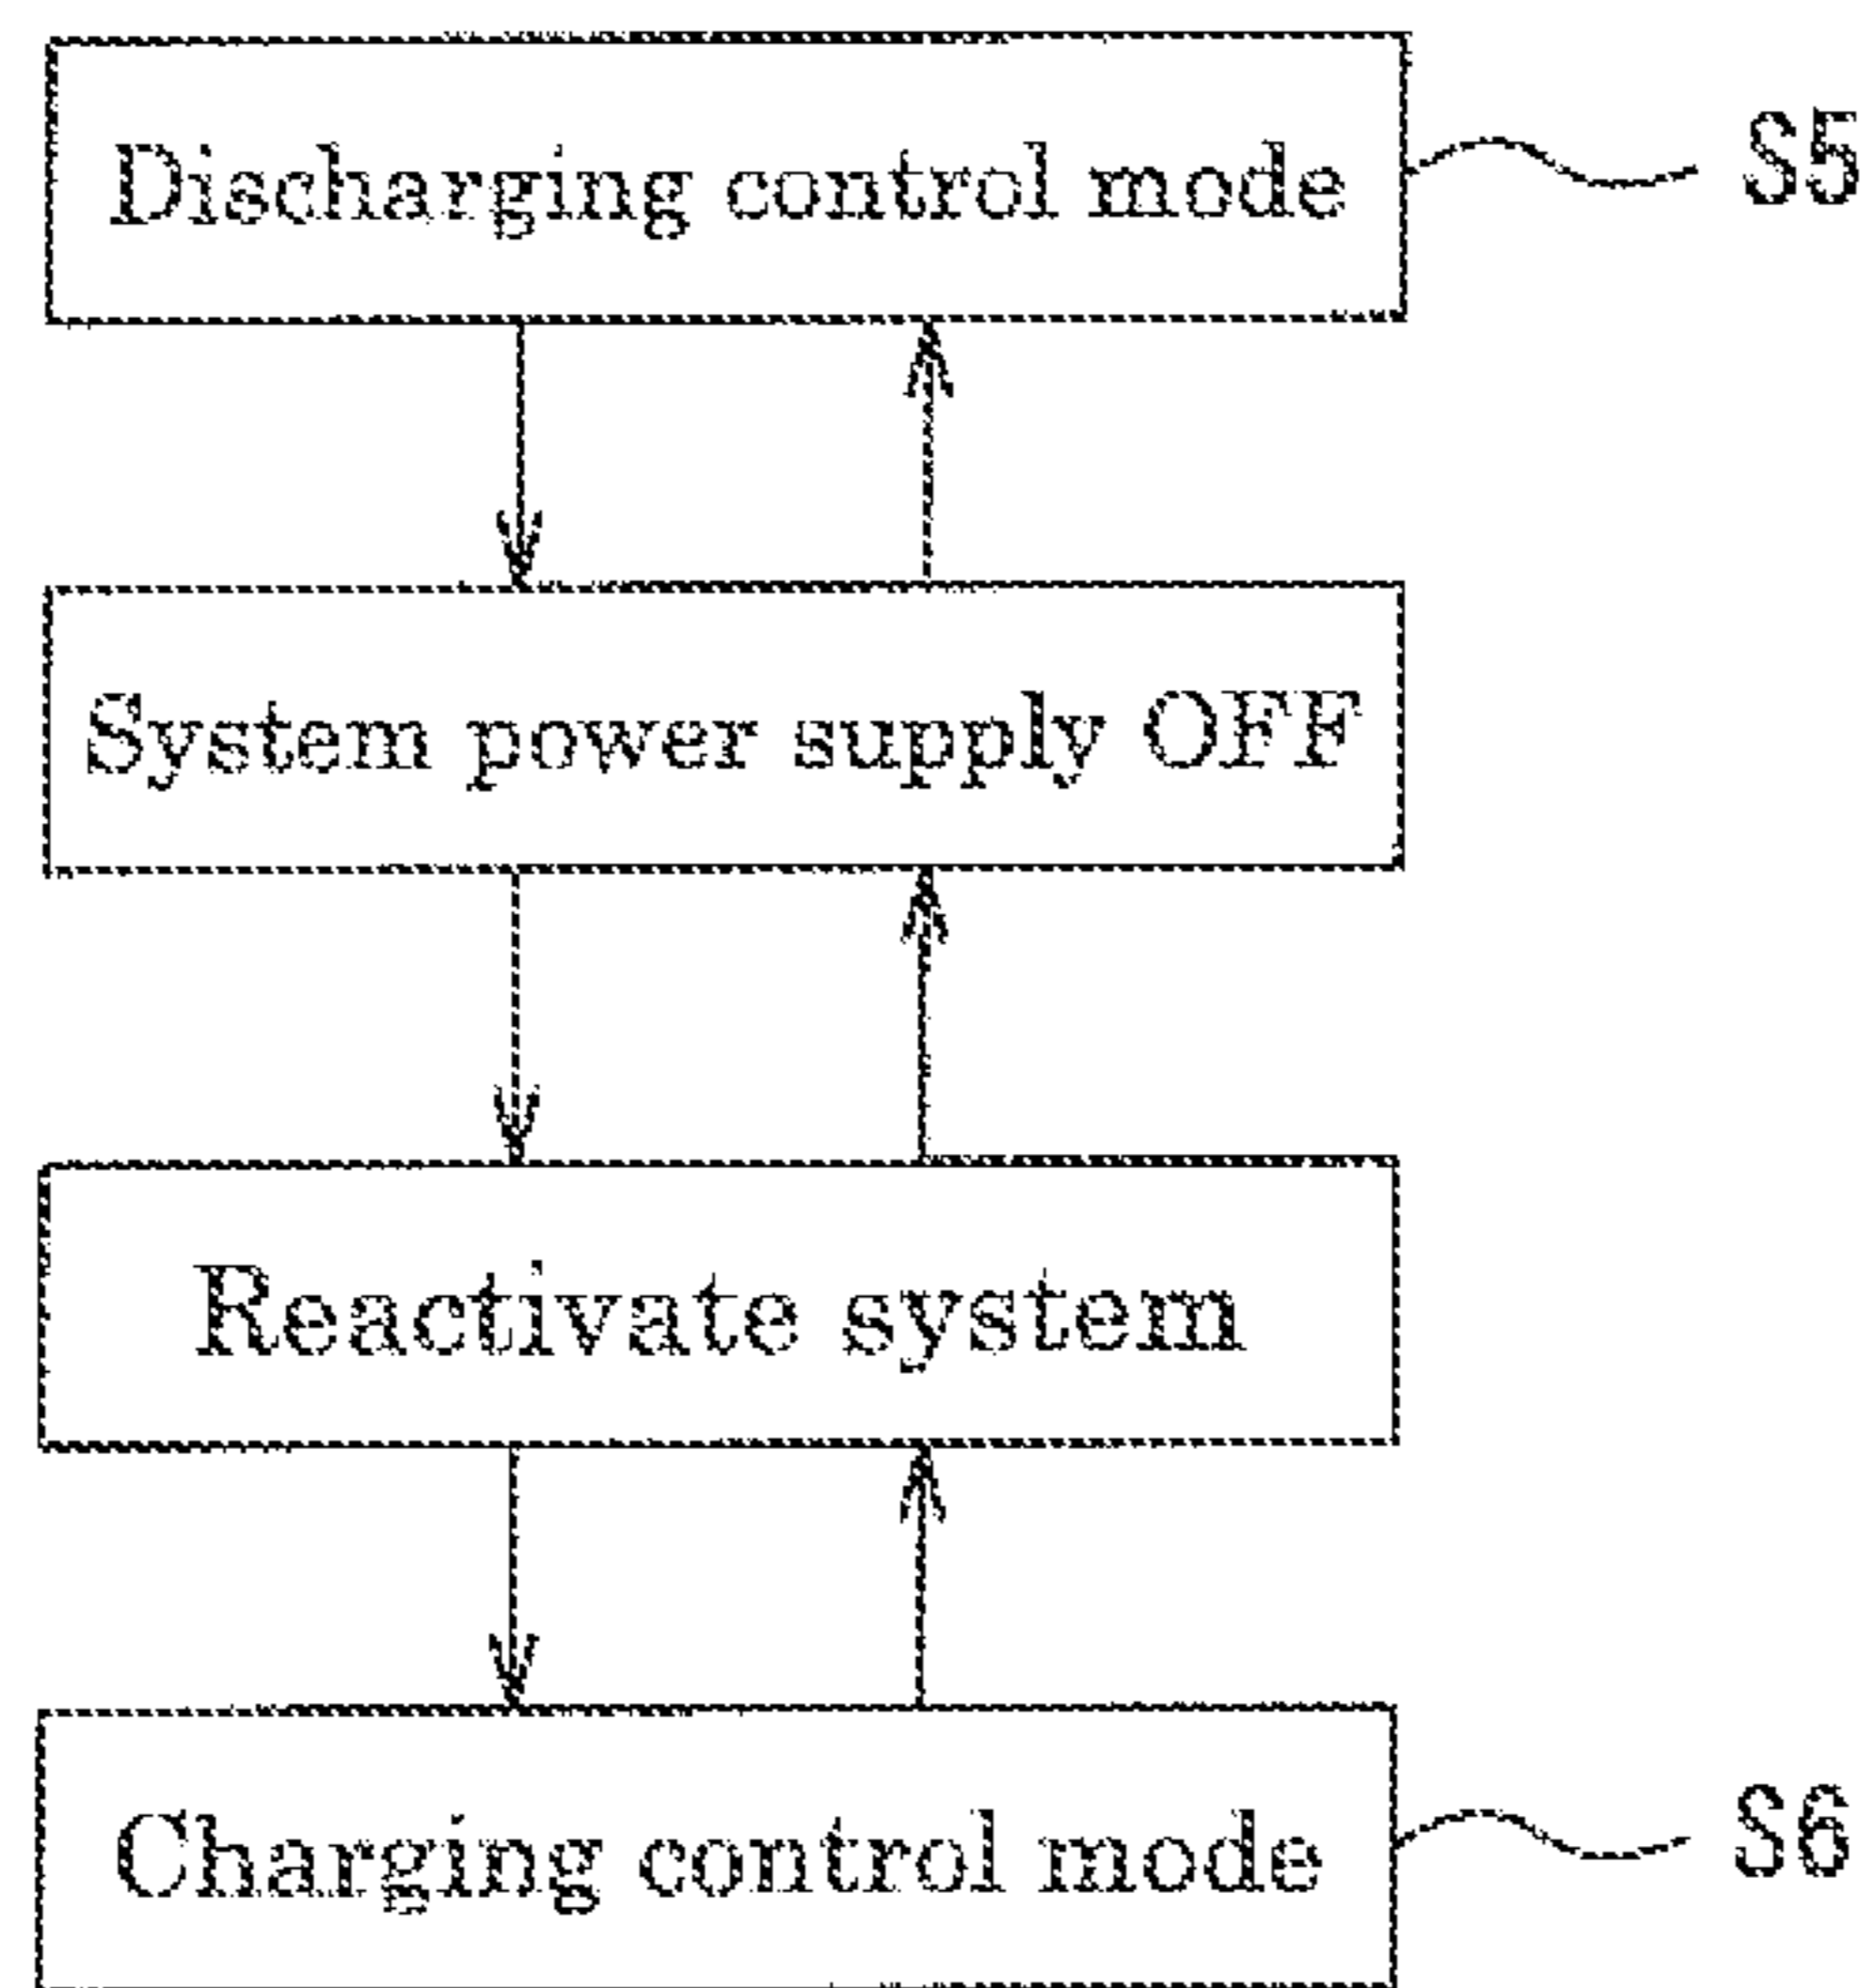 Discharging control mode
S5
System power supply OFF
Reactivate system
Charging control mode
S6